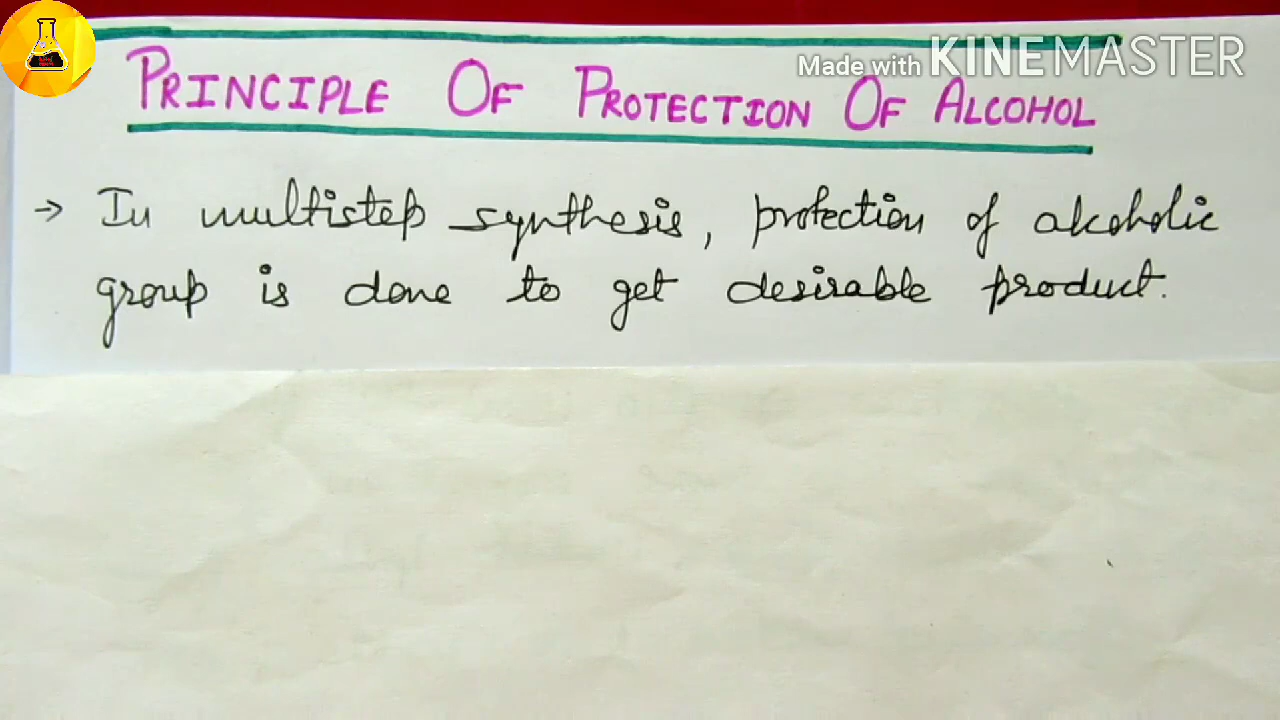 Made with KINEMASTER
PRINCIPLE OF PROTECTION OF ALCOHOL
→ In multistep synthesis, protection of alcoholic
group is done to get desirable product.